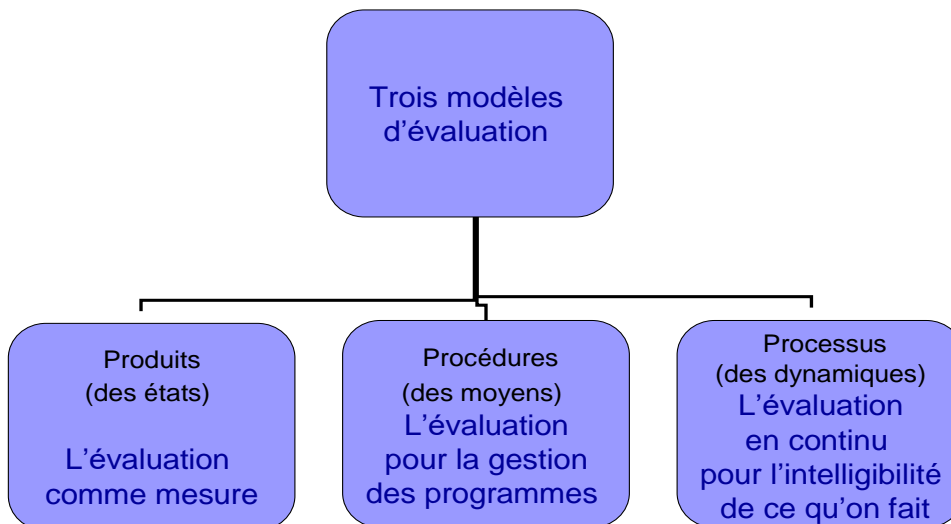 Trois modèles
d'évaluation
Produits
(des états)
L'évaluation
comme mesure
Procédures
(des moyens)
L'évaluation
pour la gestion
des programmes
Processus
(des dynamiques)
L'évaluation
en continu
pour l'intelligibilité
de ce qu'on fait